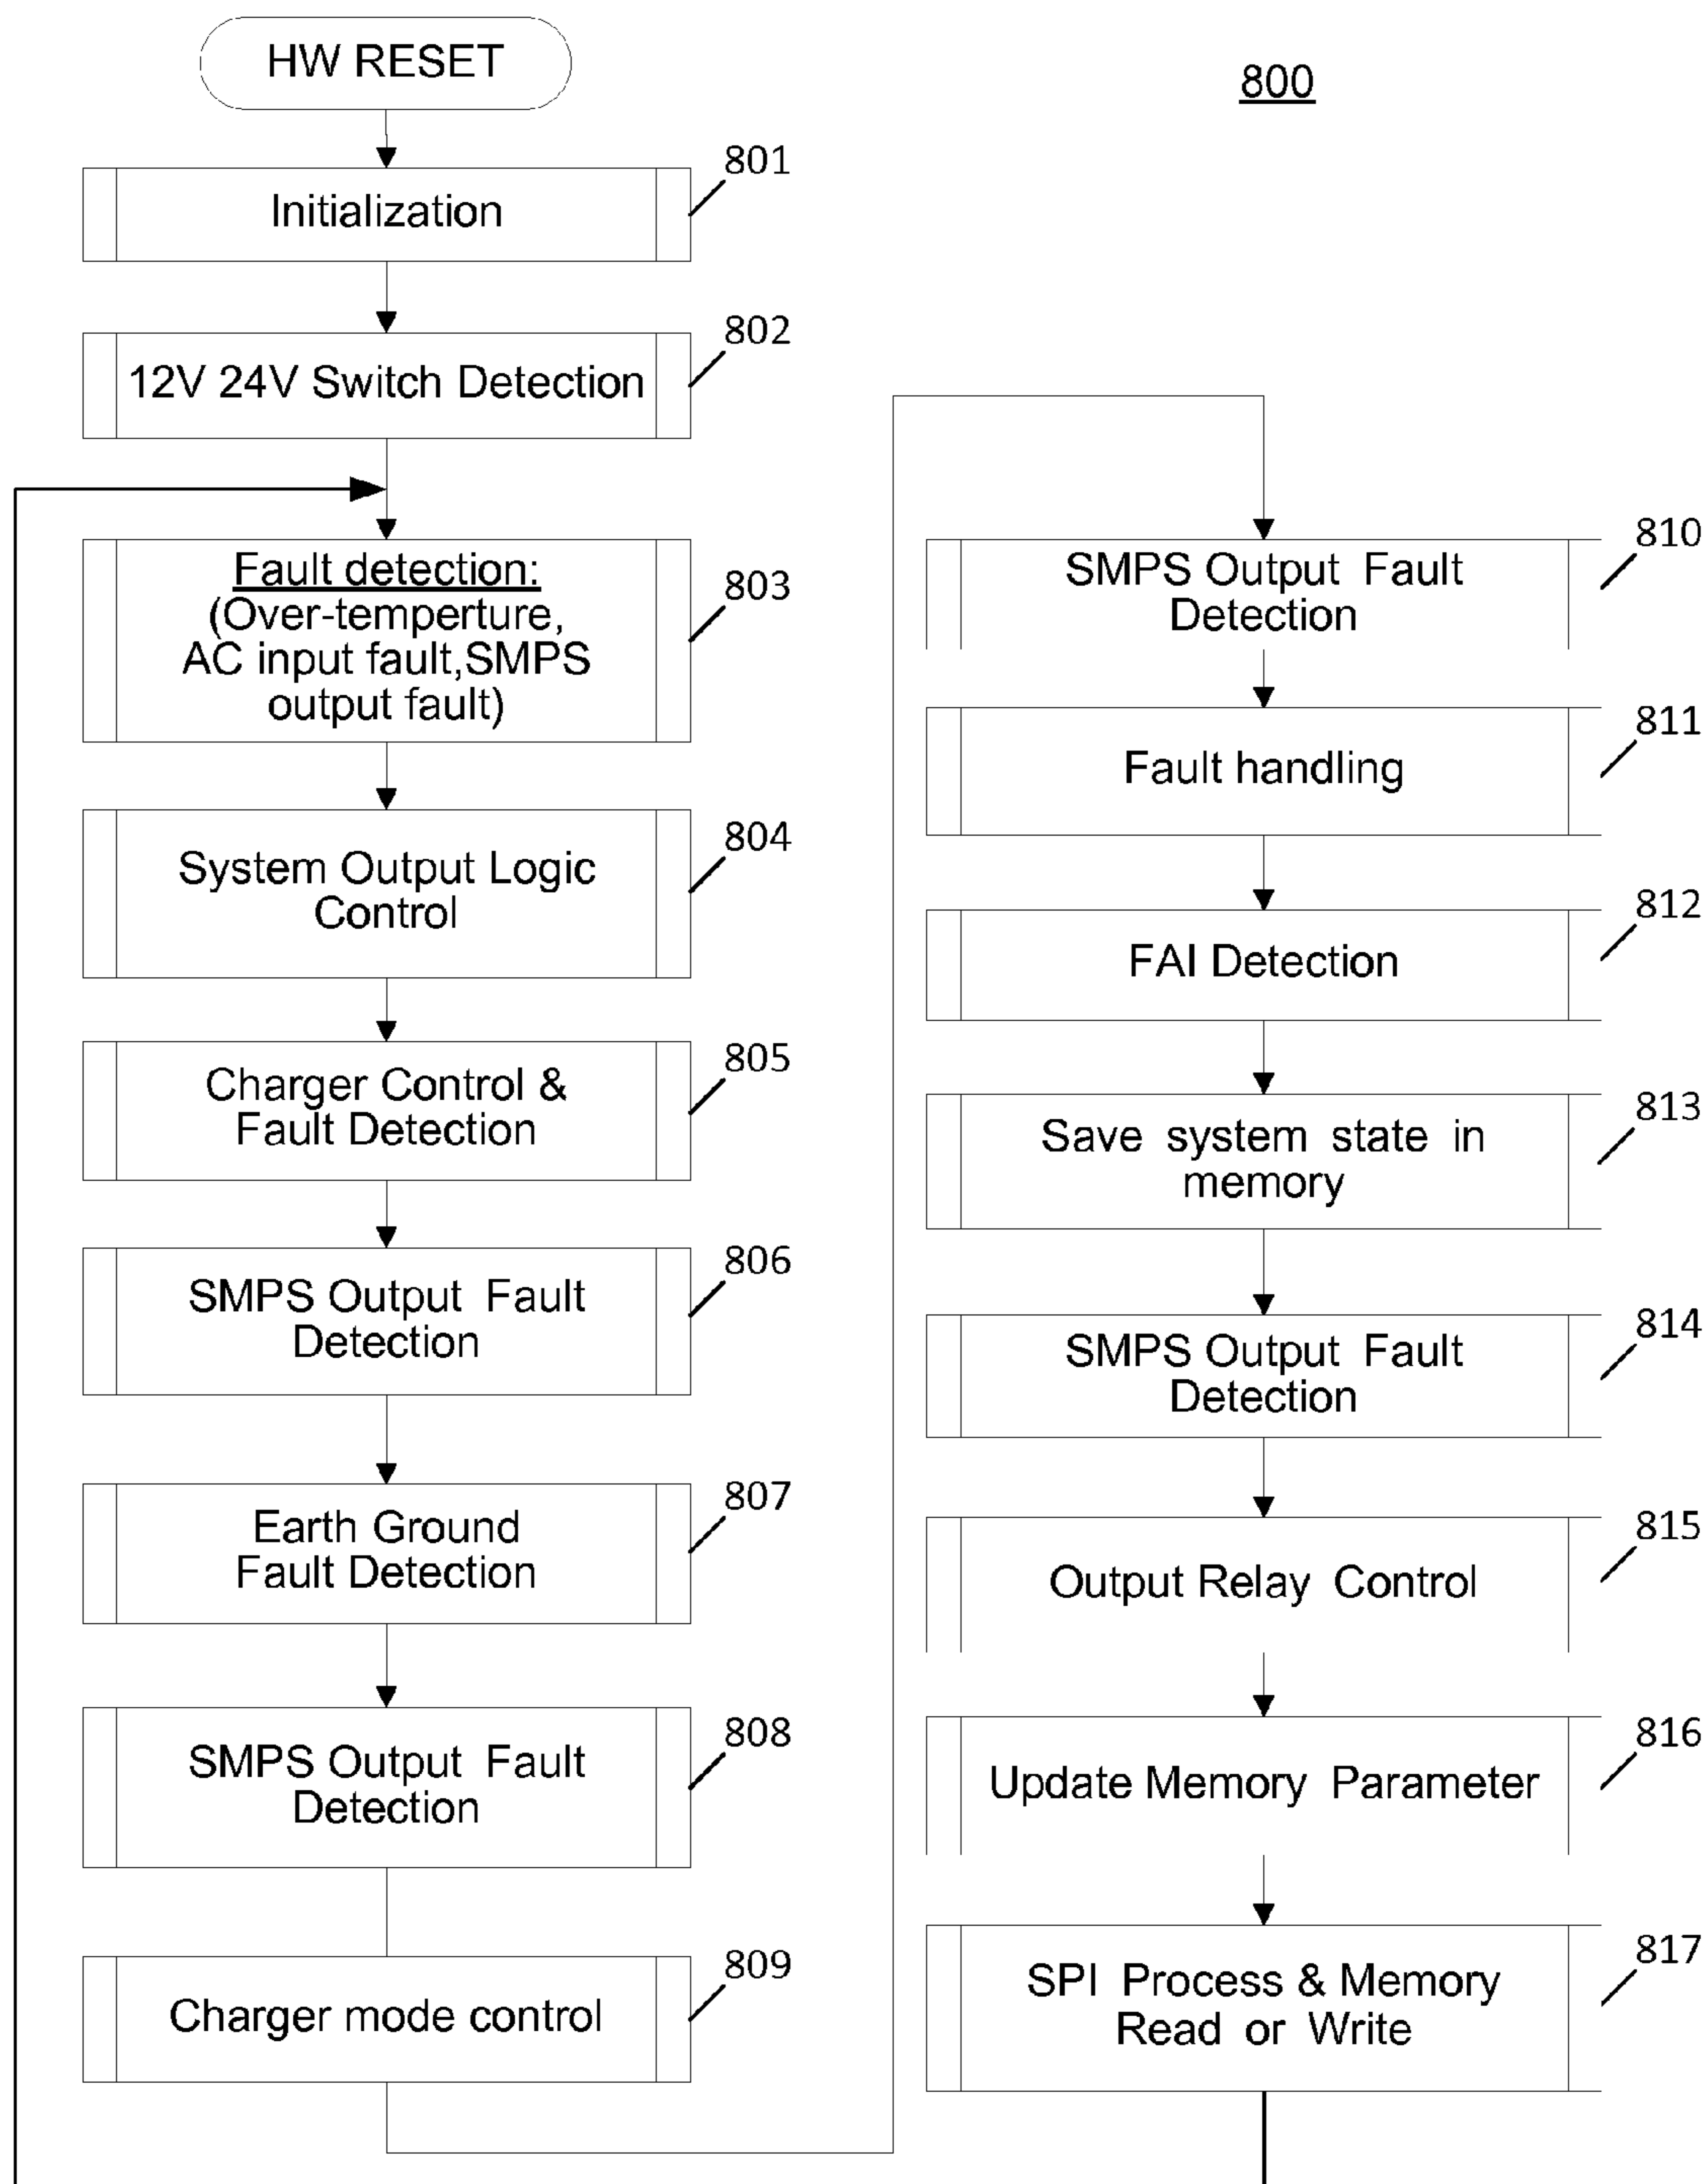 HW RESET
800
801
Initialization
802
12V 24V Switch Detection
803
Fault detection:
(Over-temperture,
AC input fault,SMPS
output fault)
804
System Output Logic
Control
805
Charger Control &
Fault Detection
806
SMPS Output Fault
Detection
807
Earth Ground
Fault Detection
808
SMPS Output Fault
Detection
809
Charger mode control
810
SMPS Output Fault
Detection
811
Fault handling
812
FAI Detection
813
Save system state in
memory
814
SMPS Output Fault
Detection
815
Output Relay Control
816
Update Memory Parameter
817
SPI Process & Memory
Read or Write